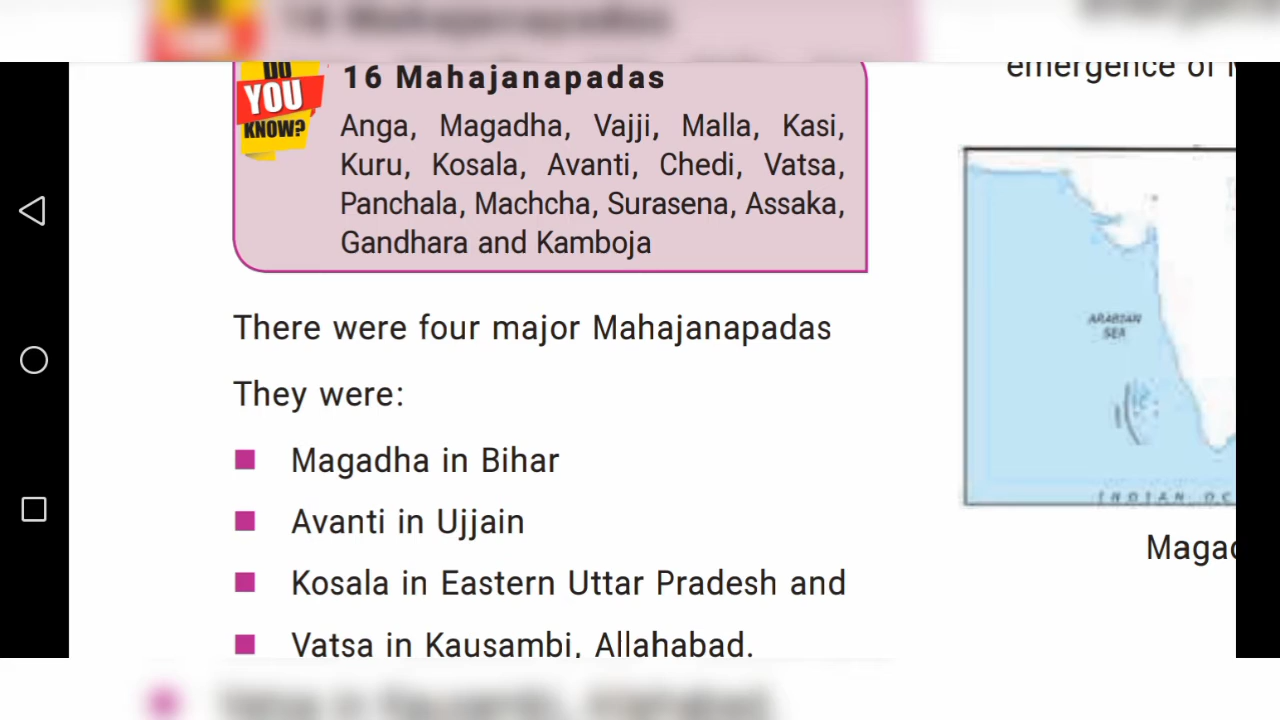 DO
YOU
KNOW?
16 Mahajanapadas
Anga, Magadha, Vajji, Malla, Kasi,
Kuru, Kosala, Avanti, Chedi, Vatsa,
Panchala, Machcha, Surasena, Assaka,
Gandhara and Kamboja
There were four major Mahajanapadas
They were:
Magadha in Bihar
Avanti in Ujjain
Kosala in Eastern Uttar Pradesh and
Vatsa in Kausambi, Allahabad.
emergence of
ARABIAN
SEA
INDIAN OC
Magad